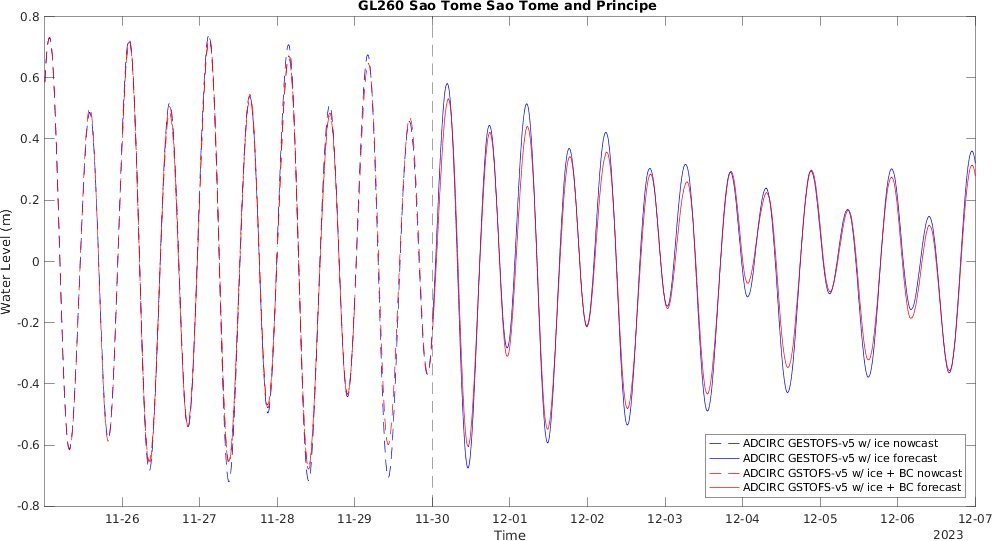 GL260 Sao Tome Sao Tome and Principe
Water Level (m)
0.8
0.6
0.4
0.2
0
-0.2
-0.4
-0.6
-0.8
ADCIRC GESTOFS-v5 w/ ice nowcast
ADCIRC GESTOFS-v5 w/ ice forecast
ADCIRC GSTOFS-v5 w/ ice + BC nowcast
ADCIRC GSTOFS-v5 w/ ice + BC forecast
11-26 11-27 11-28 11-29 11-30 12-01 12-02 12-03 12-04 12-05 12-06 12-07
Time
2023